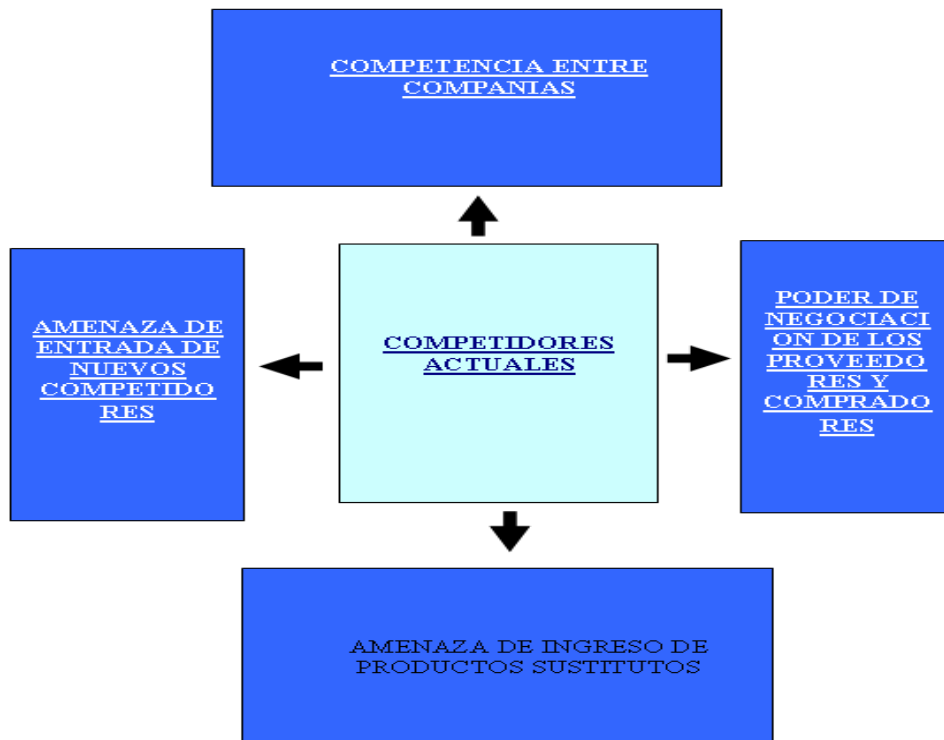 COMPETENCIA ENTRE
COMPANIAS
AMENAZA DE
ENTRADA DE
NUEVOS
COMPETIDO
RES
COMPETIDORES
ACTUALES
PODER DE
NEGOCIACI
ON DE LOS
PROVEEDO
RES Y
COMPRADO
RES
AMENAZA DE INGRESO DE
PRODUCTOS SUSTITUTOS